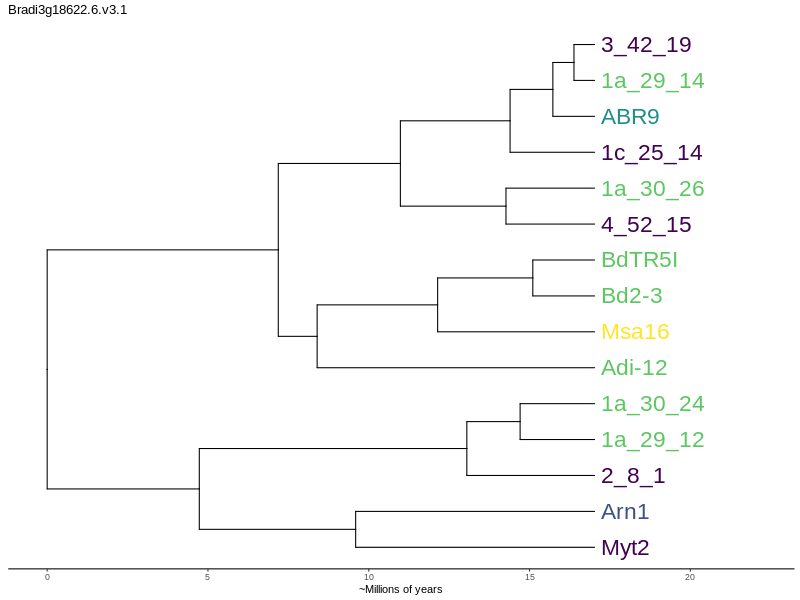 Bradi3g18622.6.v3.1
3_42_19
1a_29_14
ABR9
1c_25_14
1a_30_26
4_52_15
BdTR5I
Bd2-3
Msa16
Adi-12
1a_30_24
1a_29_12
2_8_1
Arn1
Myt2
0 5 10 15 20
~Millions of years